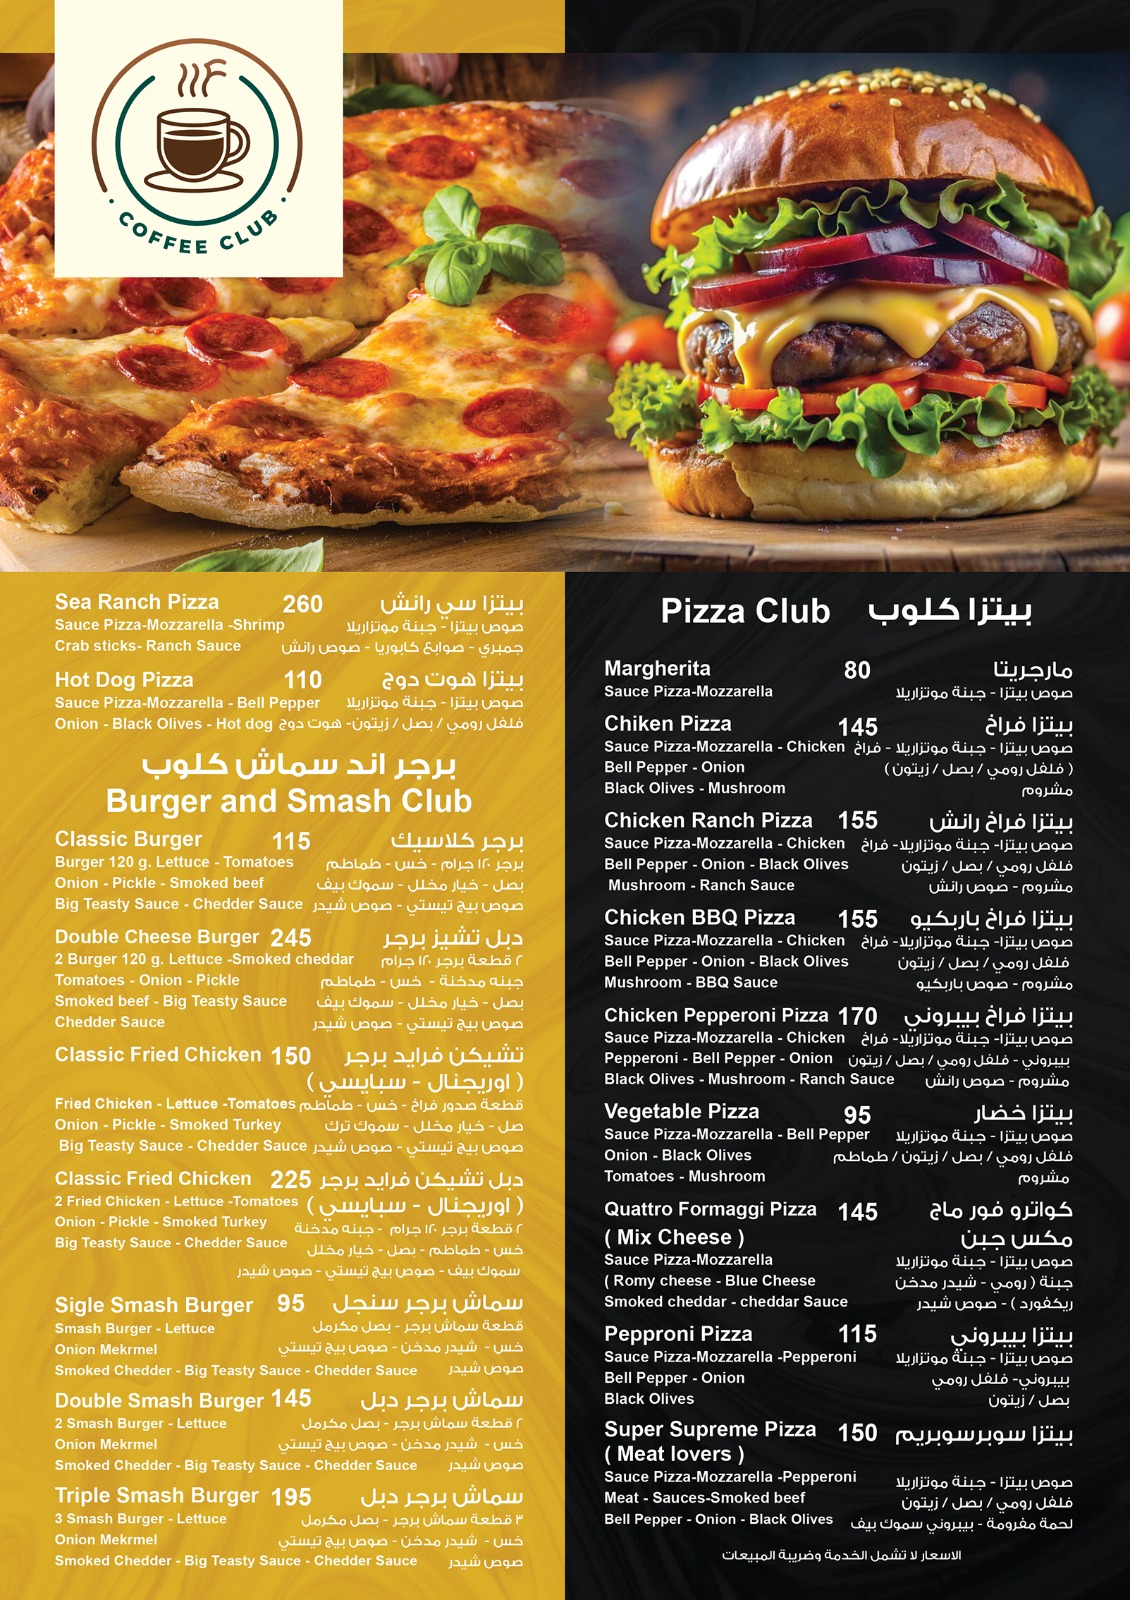 COFFEE CLUB
Sea Ranch Pizza 260 بيتزا سي رانش
Sauce Pizza-Mozzarella -Shrimp صوص بيتزا - جبنة موتزاريلا
Crab sticks- Ranch Sauce جمبري - صوابع كابوريا - صوص رانش
Hot Dog Pizza 110 بيتزا هوت دوج
Sauce Pizza-Mozzarella - Bell Pepper صوص بيتزا - جبنة موتزاريلا
Onion - Black Olives - Hot dog فلفل رومي / بصل / زيتون- هوت دوج
برجر اند سماش كلوب
Burger and Smash Club
Classic Burger 115 برجر كلاسيك
Burger 120 g. Lettuce - Tomatoes برجر ١٢٠ جرام - خس - طماطم
Onion - Pickle - Smoked beef بصل - خيار مخلل - سموك بيف
Big Teasty Sauce - Chedder Sauce صوص بيج تيستي - صوص شيدر
Double Cheese Burger 245 دبل تشيز برجر
2 Burger 120 g. Lettuce -Smoked cheddar ٢ قطعة برجر ١٢٠ جرام
Tomatoes - Onion - Pickle جبنه مدخنة - خس - طماطم
Smoked beef - Big Teasty Sauce بصل - خيار مخلل - سموك بيف
Chedder Sauce صوص بيج تيستي - صوص شيدر
Classic Fried Chicken 150 تشيكن فرايد برجر
( اوريجنال - سبايسي )
Fried Chicken - Lettuce -Tomatoes قطعة صدور فراخ - خس - طماطم
Onion - Pickle - Smoked Turkey صل - خيار مخلل - سموك ترك
Big Teasty Sauce - Chedder Sauce صوص بيج تيستي - صوص شيدر
Classic Fried Chicken 225 دبل تشيكن فرايد برجر
2 Fried Chicken - Lettuce -Tomatoes ( اوريجنال - سبايسي )
Onion - Pickle - Smoked Turkey ٢ قطعة برجر ١٢٠ جرام - جبنه مدخنة
Big Teasty Sauce - Chedder Sauce خس - طماطم - بصل - خيار مخلل
سموك بيف - صوص بيج تيستي - صوص شيدر
Sigle Smash Burger 95 سماش برجر سنجل
Smash Burger - Lettuce قطعة سماش برجر - بصل مكرمل
Onion Mekrmel خس - شيدر مدخن - صوص بيج تيستي
Smoked Chedder - Big Teasty Sauce - Chedder Sauce صوص شيدر
Double Smash Burger 145 سماش برجر دبل
2 Smash Burger - Lettuce ٢ قطعة سماش برجر - بصل مكرمل
Onion Mekrmel خس - شيدر مدخن - صوص بيج تيستي
Smoked Chedder - Big Teasty Sauce - Chedder Sauce صوص شيدر
Triple Smash Burger 195 سماش برجر دبل
3 Smash Burger - Lettuce ٣ قطعة سماش برجر - بصل مكرمل
Onion Mekrmel خس - شيدر مدخن - صوص بيج تيستي
Smoked Chedder - Big Teasty Sauce - Chedder Sauce صوص شيدر
Pizza Club بيتزا كلوب
Margherita 80 مارجريتا
Sauce Pizza-Mozzarella صوص بيتزا - جبنة موتزاريلا
Chiken Pizza 145 بيتزا فراخ
Sauce Pizza-Mozzarella - Chicken صوص بيتزا - جبنة موتزاريلا - فراخ
Bell Pepper - Onion ( فلفل رومي / بصل / زيتون )
Black Olives - Mushroom مشروم
Chicken Ranch Pizza 155 بيتزا فراخ رانش
Sauce Pizza-Mozzarella - Chicken صوص بيتزا- جبنة موتزاريلا- فراخ
Bell Pepper - Onion - Black Olives فلفل رومي / بصل / زيتون
Mushroom - Ranch Sauce مشروم - صوص رانش
Chicken BBQ Pizza 155 بيتزا فراخ باربكيو
Sauce Pizza-Mozzarella - Chicken صوص بيتزا- جبنة موتزاريلا- فراخ
Bell Pepper - Onion - Black Olives فلفل رومي / بصل / زيتون
Mushroom - BBQ Sauce مشروم - صوص باربكيو
Chicken Pepperoni Pizza 170 بيتزا فراخ بيبروني
Sauce Pizza-Mozzarella - Chicken صوص بيتزا- جبنة موتزاريلا- فراخ
Pepperoni - Bell Pepper - Onion بيبروني - فلفل رومي / بصل / زيتون
Black Olives - Mushroom - Ranch Sauce مشروم - صوص رانش
Vegetable Pizza 95 بيتزا خضار
Sauce Pizza-Mozzarella - Bell Pepper صوص بيتزا - جبنة موتزاريلا
Onion - Black Olives فلفل رومي / بصل / زيتون / طماطم
Tomatoes - Mushroom مشروم
Quattro Formaggi Pizza 145 كواترو فور ماج
( Mix Cheese ) مكس جبن
Sauce Pizza-Mozzarella صوص بيتزا - جبنة موتزاريلا
( Romy cheese - Blue Cheese جبنة ( رومي - شيدر مدخن
Smoked cheddar - cheddar Sauce ريكفورد ) - صوص شيدر
Pepproni Pizza 115 بيتزا بيبروني
Sauce Pizza-Mozzarella -Pepperoni صوص بيتزا - جبنة موتزاريلا
Bell Pepper - Onion بيبروني- فلفل رومي
Black Olives بصل / زيتون
Super Supreme Pizza 150 بيتزا سوبرسوبريم
( Meat lovers )
Sauce Pizza-Mozzarella -Pepperoni صوص بيتزا - جبنة موتزاريلا
Meat - Sauces-Smoked beef فلفل رومي / بصل / زيتون
Bell Pepper - Onion - Black Olives لحمة مفرومة - بيبروني سموك بيف
الاسعار لا تشمل الخدمة وضريبة المبيعات